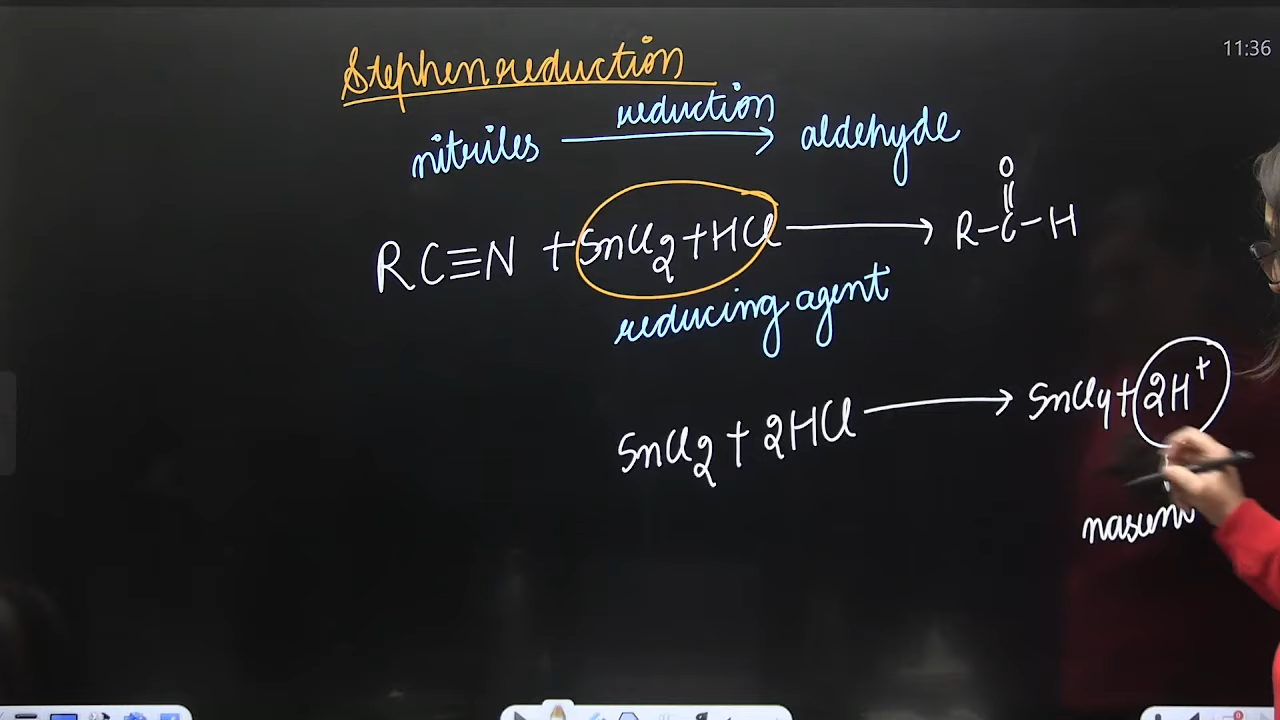 11:36
Stephen reduction
nitriles reduction aldehyde
O
RC≡N + SnCl2 + HCl → R-C-H
reducing agent
SnCl2 + 2HCl → SnCl4 + 2H+
nascent